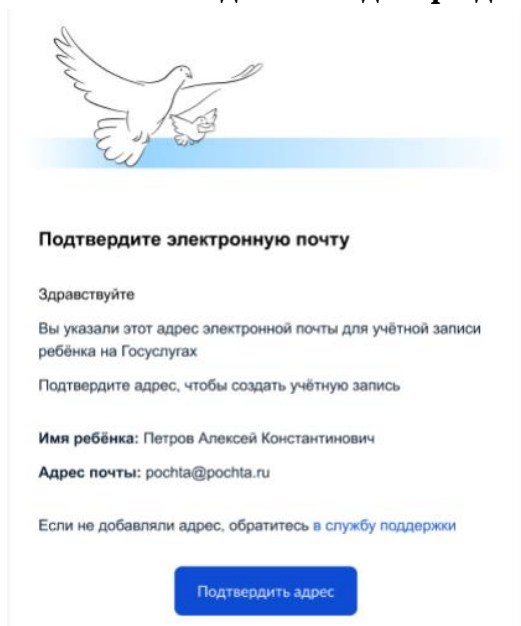 Подтвердите электронную почту
Здравствуйте
Вы указали этот адрес электронной почты для учётной записи
ребёнка на Госуслугах
Подтвердите адрес, чтобы создать учётную запись
Имя ребёнка: Петров Алексей Константинович
Адрес почты: pochta@pochta.ru
Если не добавляли адрес, обратитесь в службу поддержки
Подтвердить адрес